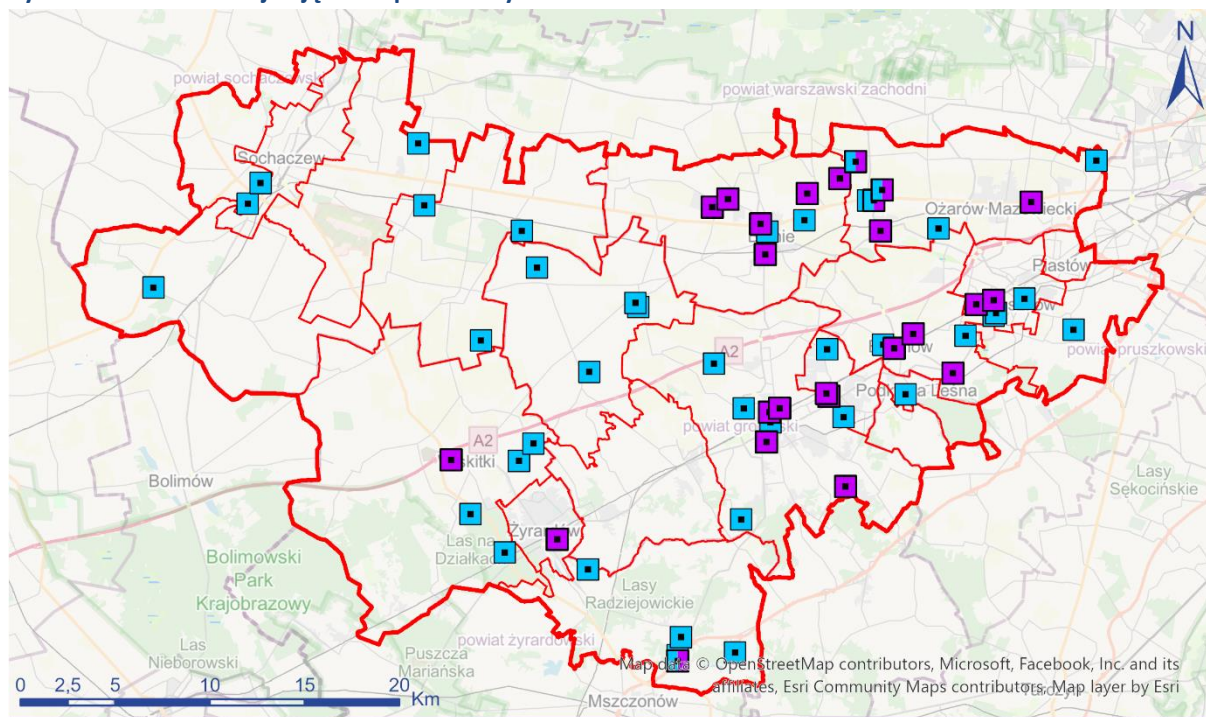 N
powiat sochaczewski
powiat warszawski zachodni
Sochaczew
Ożarów Mazowiecki
Piastów
A2
powiat pruszkowski
Podkowa Leśna
powiat grodziski
A2
Bolimów
Lasy
Sękocińskie
Żyrardów
Las na
Działkach
Bolimowski
Park
Krajobrazowy
Lasy
Radziejowickie
powiat żyrardowski
Puszcza
Mariańska
Las
Nieborowski
Map data © OpenStreetMap contributors, Microsoft, Facebook, Inc. and its
affiliates, Esri Community Maps contributors, Map layer by Esri
0 2,5 5 10 15 20
Km
Mszczonów